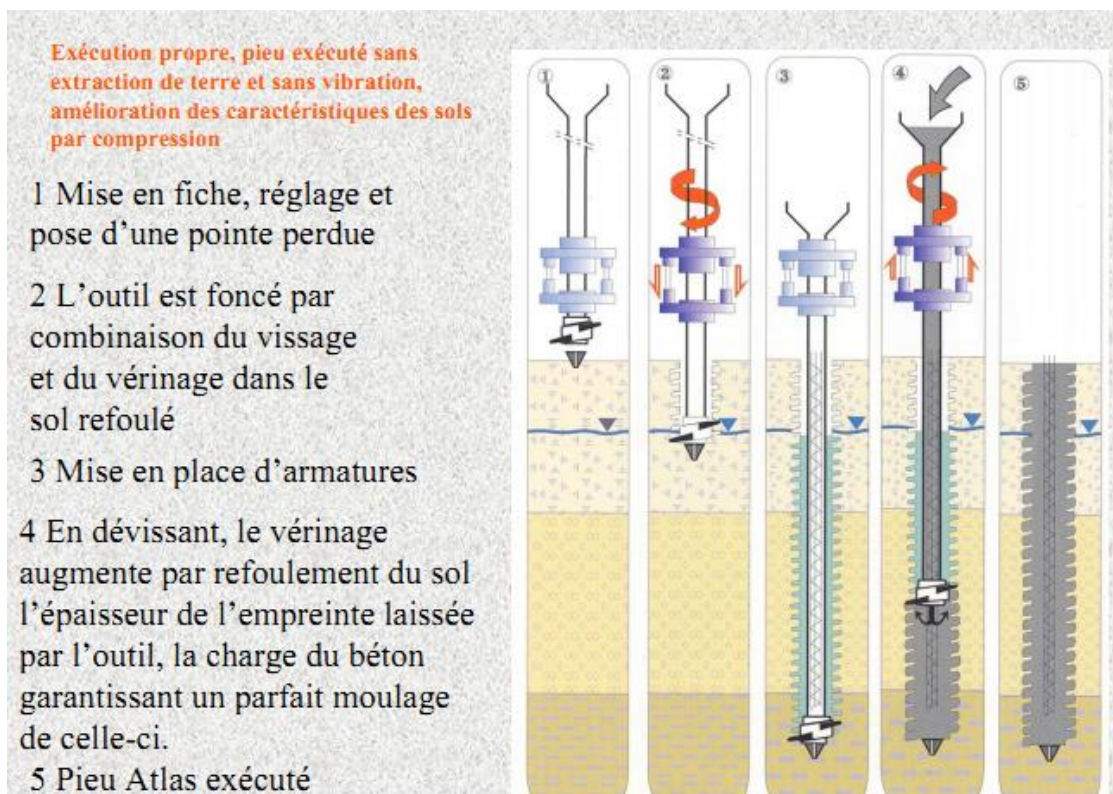 Exécution propre, pieu exécuté sans
extraction de terre et sans vibration,
amélioration des caractéristiques des sols
par compression
1 Mise en fiche, réglage et
pose d’une pointe perdue
2 L’outil est foncé par
combinaison du vissage
et du vérinage dans le
sol refoulé
3 Mise en place d’armatures
4 En dévissant, le vérinage
augmente par refoulement du sol
l’épaisseur de l’empreinte laissée
par l’outil, la charge du béton
garantissant un parfait moulage
de celle-ci.
5 Pieu Atlas exécuté
① ② ③ ④ ⑤